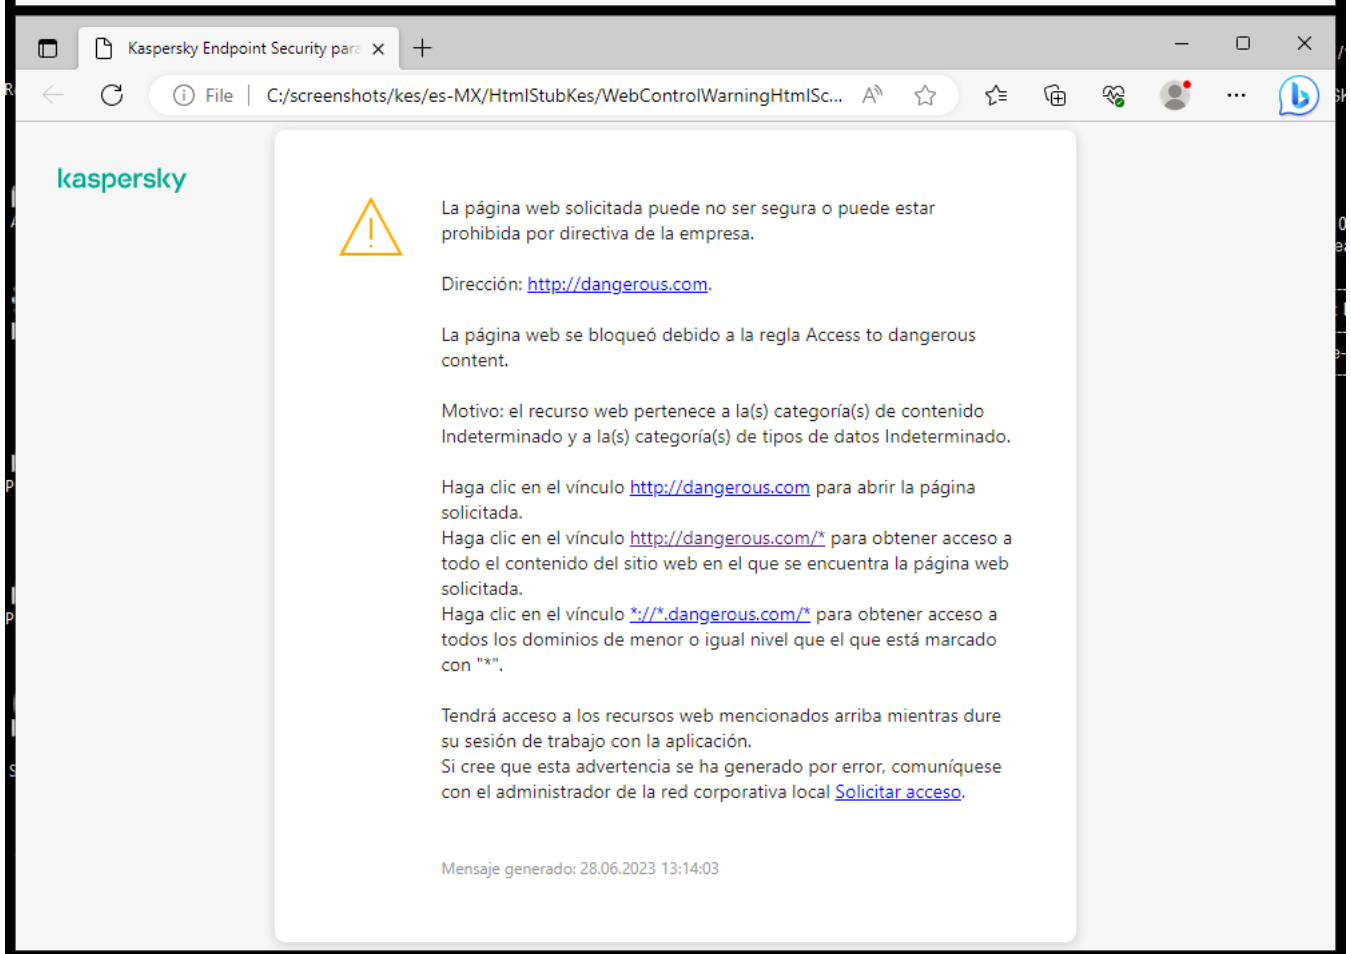 Kaspersky Endpoint Security para
File
C:/screenshots/kes/es-MX/HtmlStubKes/WebControlWarningHtmlSc...
kaspersky
La página web solicitada puede no ser segura o puede estar
prohibida por directiva de la empresa.
Dirección: http://dangerous.com.
La página web se bloqueó debido a la regla Access to dangerous
content.
Motivo: el recurso web pertenece a la(s) categoría(s) de contenido
Indeterminado y a la(s) categoría(s) de tipos de datos Indeterminado.
Haga clic en el vínculo http://dangerous.com para abrir la página
solicitada.
Haga clic en el vínculo http://dangerous.com/* para obtener acceso a
todo el contenido del sitio web en el que se encuentra la página web
solicitada.
Haga clic en el vínculo *://*.dangerous.com/* para obtener acceso a
todos los dominios de menor o igual nivel que el que está marcado
con "*".
Tendrá acceso a los recursos web mencionados arriba mientras dure
su sesión de trabajo con la aplicación.
Si cree que esta advertencia se ha generado por error, comuníquese
con el administrador de la red corporativa local Solicitar acceso.
Mensaje generado: 28.06.2023 13:14:03